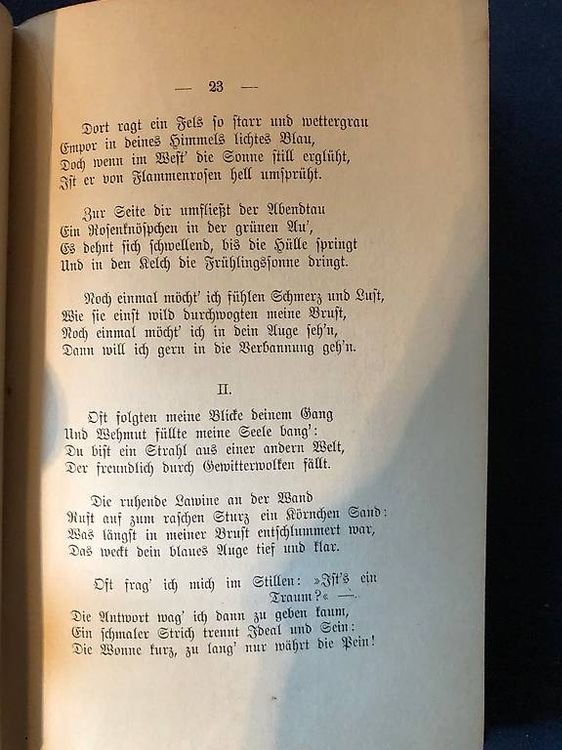 — 23 —
Dort ragt ein Fels so starr und wettergrau
Empor in deines Himmels lichtes Blau,
Doch wenn im West' die Sonne still erglüht,
Ist er von Flammenrosen hell umsprüht.
Zur Seite dir umfließt der Abendtau
Ein Rosenknöspchen in der grünen Au',
Es dehnt sich schwellend, bis die Hülle springt
Und in den Kelch die Frühlingssonne dringt.
Noch einmal möcht' ich fühlen Schmerz und Lust,
Wie sie einst wild durchwogten meine Brust,
Noch einmal möcht' ich in dein Auge seh'n,
Dann will ich gern in die Verbannung geh'n.
II.
Oft folgten meine Blicke deinem Gang
Und Wehmut füllte meine Seele bang':
Du bist ein Strahl aus einer andern Welt,
Der freundlich durch Gewitterwolken fällt.
Die ruhende Lawine an der Wand
Ruft auf zum raschen Sturz ein Körnchen Sand:
Was längst in meiner Brust entschlummert war,
Das weckt dein blaues Auge tief und klar.
Oft frag' ich mich im Stillen: »Ist's ein
Traum?« —.
Die Antwort wag' ich dann zu geben kaum,
Ein schmaler Strich trennt Ideal und Sein:
Die Wonne kurz, zu lang' nur währt die Pein!